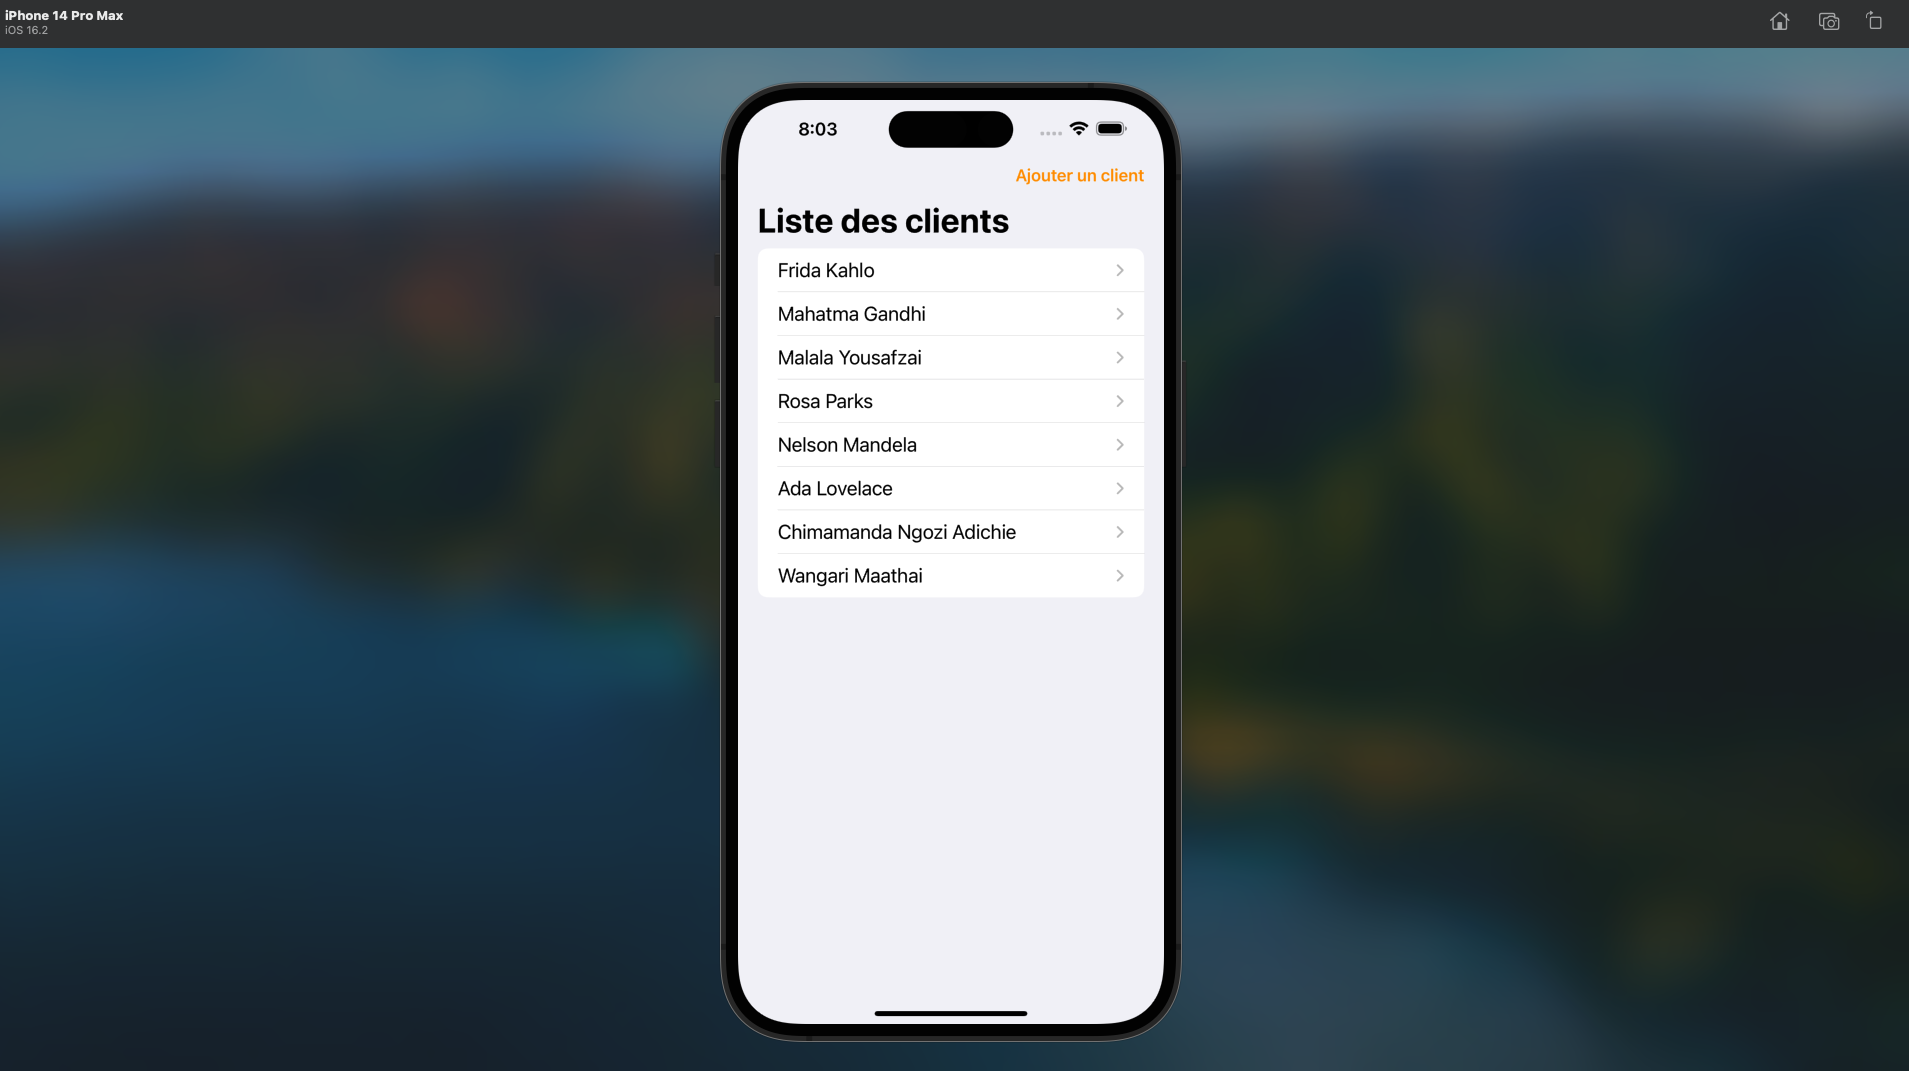 iPhone 14 Pro Max
iOS 16.2
8:03
Ajouter un client
Liste des clients
Frida Kahlo
Mahatma Gandhi
Malala Yousafzai
Rosa Parks
Nelson Mandela
Ada Lovelace
Chimamanda Ngozi Adichie
Wangari Maathai